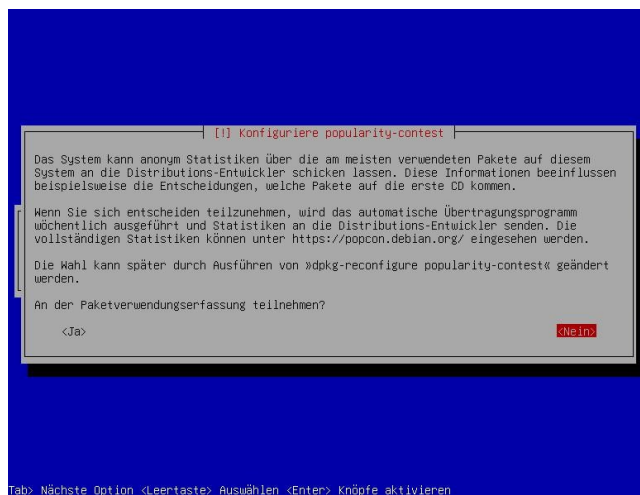 [!] Konfiguriere popularity-contest
Das System kann anonym Statistiken über die am meisten verwendeten Pakete auf diesem
System an die Distributions-Entwickler schicken lassen. Diese Informationen beeinflussen
beispielsweise die Entscheidungen, welche Pakete auf die erste CD kommen.
Wenn Sie sich entscheiden teilzunehmen, wird das automatische Übertragungsprogramm
wöchentlich ausgeführt und Statistiken an die Distributions-Entwickler senden. Die
vollständigen Statistiken können unter https://popcon.debian.org/ eingesehen werden.
Die Wahl kann später durch Ausführen von »dpkg-reconfigure popularity-contest« geändert
werden.
An der Paketverwendungserfassung teilnehmen?
<Ja> <Nein>
Tab> Nächste Option <Leertaste> Auswählen <Enter> Knöpfe aktivieren